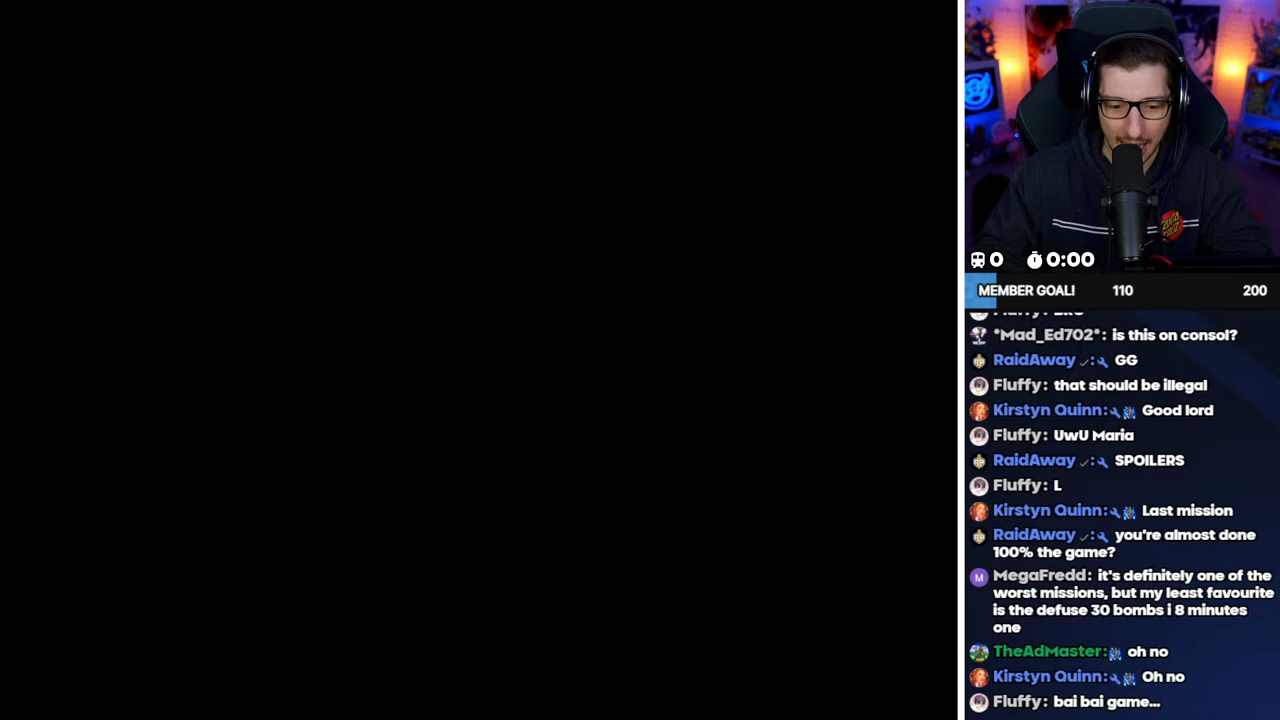 0 0:00
MEMBER GOAL! 110 200
*Mad_Ed702*: is this on consol?
RaidAway: GG
Fluffy: that should be illegal
Kirstyn Quinn: Good lord
Fluffy: UwU Maria
RaidAway: SPOILERS
Fluffy: L
Kirstyn Quinn: Last mission
RaidAway: you're almost done
100% the game?
M MegaFredd: it's definitely one of the
worst missions, but my least favourite
is the defuse 30 bombs i 8 minutes
one
TheAdMaster: oh no
Kirstyn Quinn: Oh no
Fluffy: bai bai game...